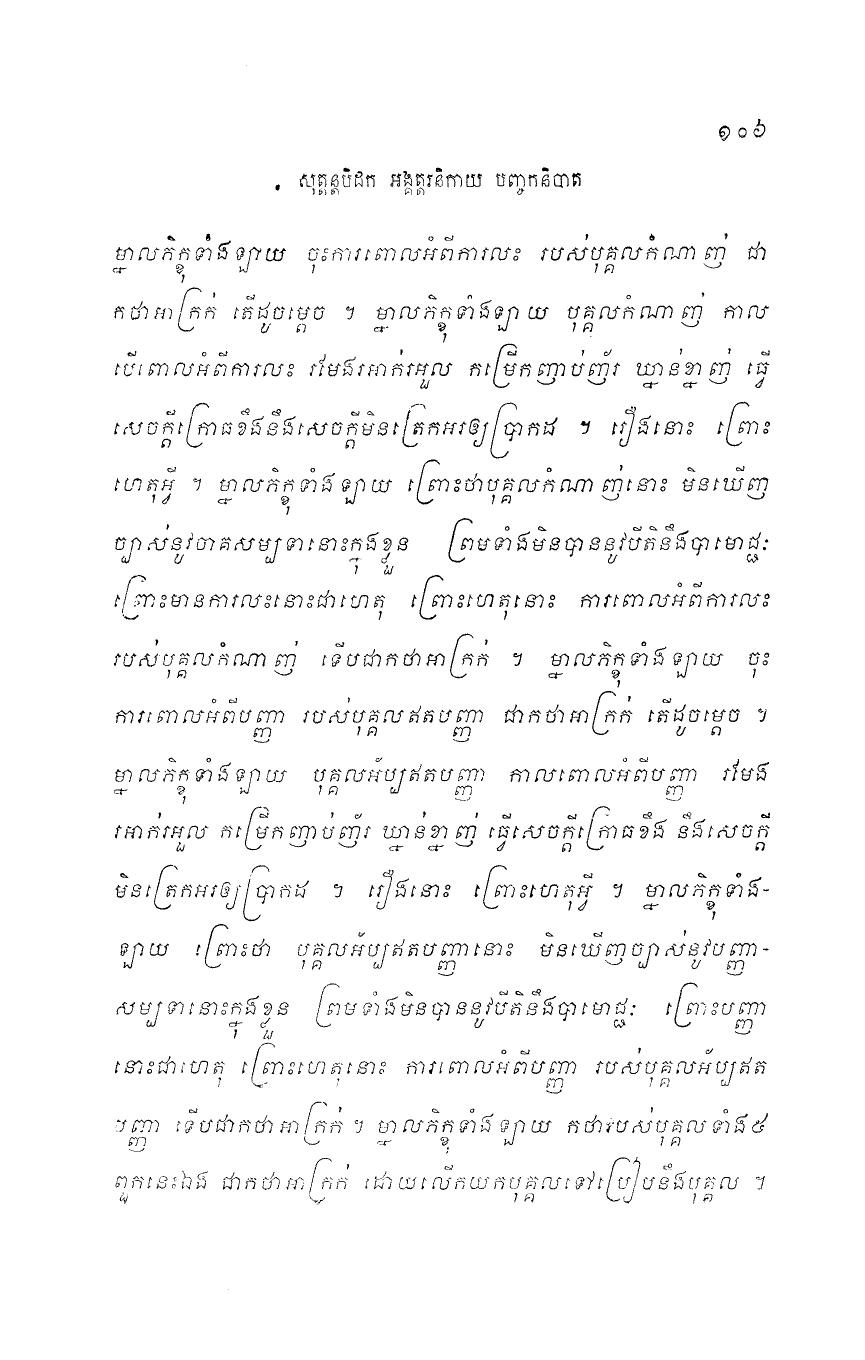 ១០៦
សុត្តន្តបិដក អង្គុត្តរនិកាយ បញ្ចកនិបាត
ម្នាលភិក្ខុទាំងឡាយ ចុះការពោលអំពីការលះ របស់បុគ្គលកំណាញ់ ជា
កថាអាក្រក់ តើដូចម្តេច ។ ម្នាលភិក្ខុទាំងឡាយ បុគ្គលកំណាញ់ កាល
បើពោលអំពីការលះ រមែងរអាក់រអួល កម្រើកញាប់ញ័រ ឃ្នាន់ខ្នាញ់ ធ្វើ
សេចក្តីក្រោធខឹងនឹងសេចក្តីមិនត្រេកអរឲ្យប្រាកដ ។ រឿងនោះ ព្រោះ
ហេតុអ្វី ។ ម្នាលភិក្ខុទាំងឡាយ ព្រោះថាបុគ្គលកំណាញ់នោះ មិនឃើញ
ច្បាស់នូវចាគសម្បទានោះក្នុងខ្លួន ព្រមទាំងមិនបាននូវបីតិនឹងបាមោជ្ជៈ
ព្រោះមានការលះនោះជាហេតុ ព្រោះហេតុនោះ ការពោលអំពីការលះ
របស់បុគ្គលកំណាញ់ ទើបជាកថាអាក្រក់ ។ ម្នាលភិក្ខុទាំងឡាយ ចុះ
ការពោលអំពីបញ្ញា របស់បុគ្គលឥតបញ្ញា ជាកថាអាក្រក់ តើដូចម្តេច ។
ម្នាលភិក្ខុទាំងឡាយ បុគ្គលអ័ប្បឥតបញ្ញា កាលពោលអំពីបញ្ញា រមែង
រអាក់រអួល កម្រើកញាប់ញ័រ ឃ្នាន់ខ្នាញ់ ធ្វើសេចក្តីក្រោធខឹង នឹងសេចក្តី
មិនត្រេកអរឲ្យប្រាកដ ។ រឿងនោះ ព្រោះហេតុអ្វី ។ ម្នាលភិក្ខុទាំង-
ឡាយ ព្រោះថា បុគ្គលអ័ប្បឥតបញ្ញានោះ មិនឃើញច្បាស់នូវបញ្ញា-
សម្បទានោះក្នុងខ្លួន ព្រមទាំងមិនបាននូវបីតិនឹងបាមោជ្ជៈ ព្រោះបញ្ញា
នោះជាហេតុ ព្រោះហេតុនោះ ការពោលអំពីបញ្ញា របស់បុគ្គលអ័ប្បឥត
បញ្ញា ទើបជាកថាអាក្រក់ ។ ម្នាលភិក្ខុទាំងឡាយ កថារបស់បុគ្គលទាំង៥
ពួកនេះឯង ជាកថាអាក្រក់ ដោយលើកយកបុគ្គលទៅប្រៀបនឹងបុគ្គល ។